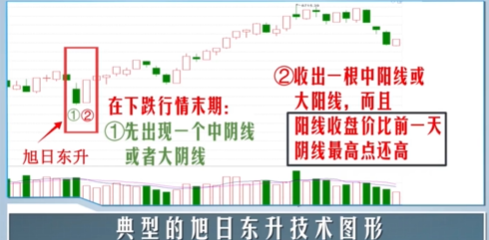 ②收出一根中阳线或
大阳线，而且
阳线收盘价比前一天
阴线最高点还高
在下跌行情末期：
①先出现一个中阴线
或者大阴线
①②
旭日东升
典型的旭日东升技术图形